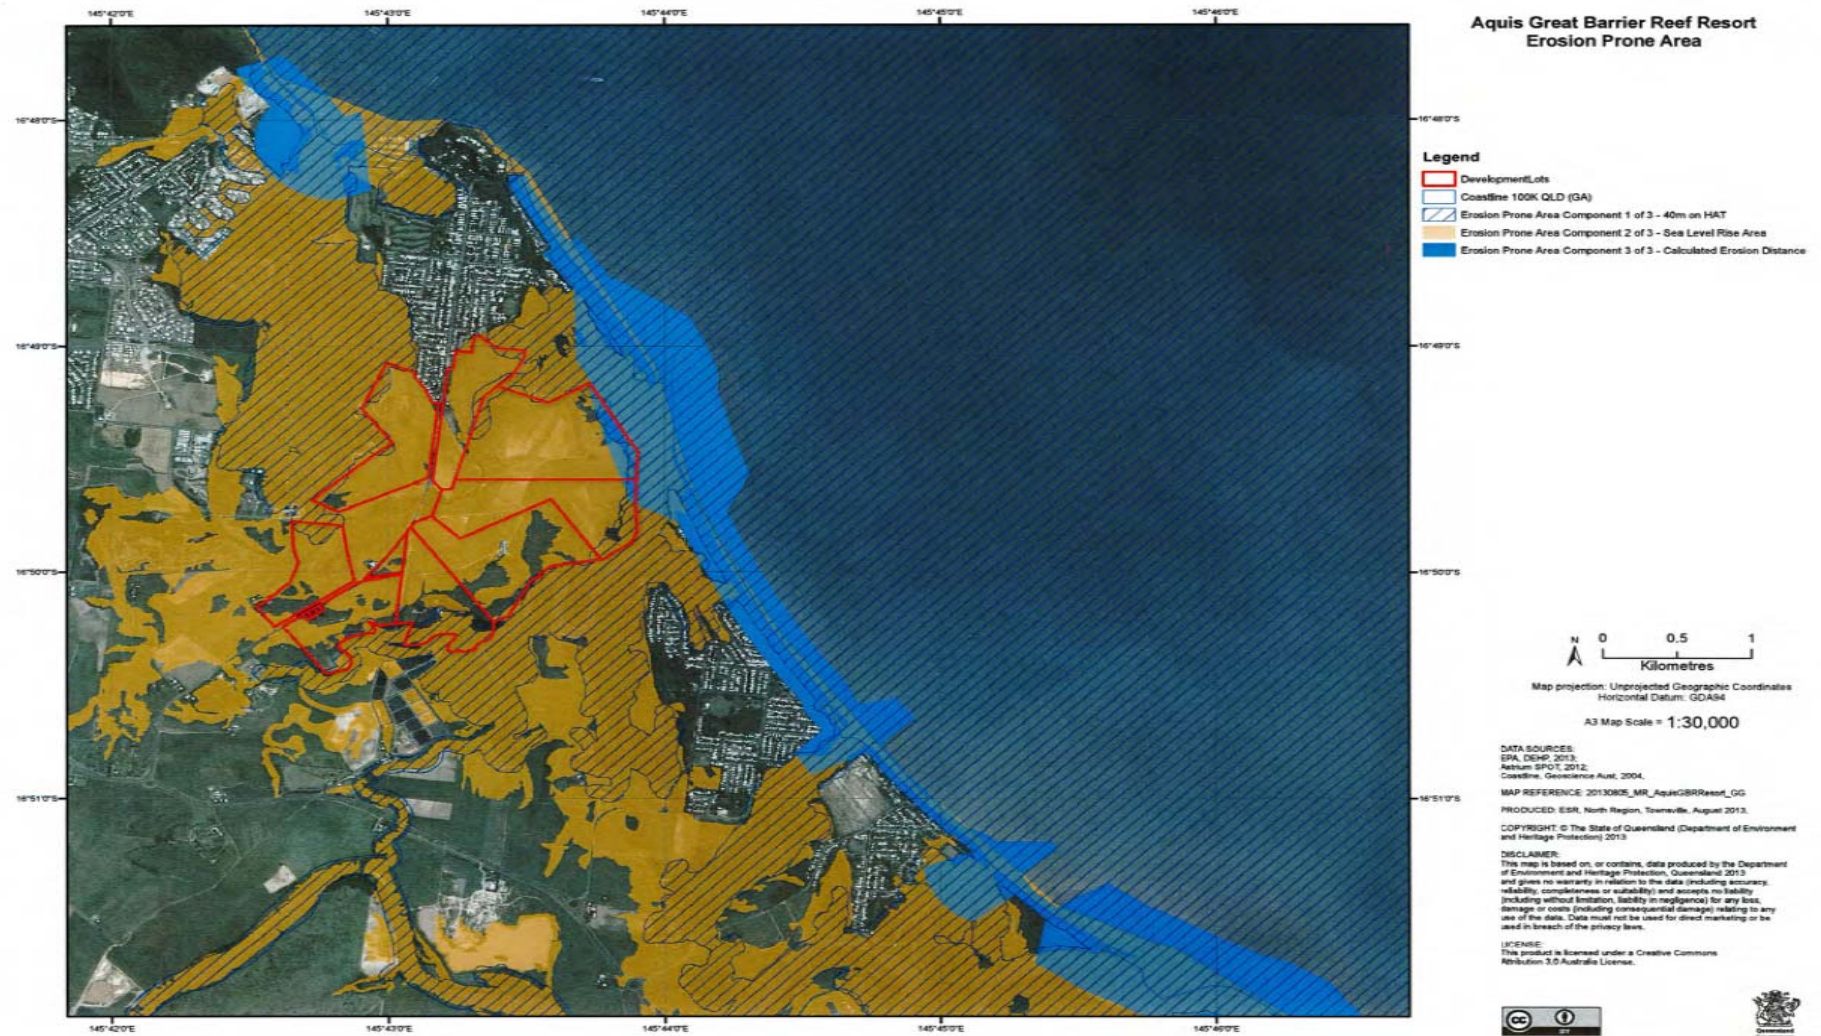 145°42'0"E 145°43'0"E 145°44'0"E 145°45'0"E 145°46'0"E
Aquis Great Barrier Reef Resort
Erosion Prone Area
16°48'0"S 16°48'0"S
Legend
DevelopmentLots
Coastline 100K QLD (GA)
Erosion Prone Area Component 1 of 3 - 40m on HAT
Erosion Prone Area Component 2 of 3 - Sea Level Rise Area
Erosion Prone Area Component 3 of 3 - Calculated Erosion Distance
16°49'0"S 16°49'0"S
16°50'0"S 16°50'0"S
N 0 0.5 1
Kilometres
Map projection: Unprojected Geographic Coordinates
Horizontal Datum: GDA94
A3 Map Scale = 1:30,000
DATA SOURCES:
EPA, DEHP, 2013;
Astrium SPOT, 2012;
Coastline, Geoscience Aust, 2004.
16°51'0"S 16°51'0"S
MAP REFERENCE: 20130805_MR_AquisGBRResort_GG
PRODUCED: ESR, North Region, Townsville, August 2013.
COPYRIGHT: © The State of Queensland (Department of Environment
and Heritage Protection) 2013
DISCLAIMER:
This map is based on, or contains, data produced by the Department
of Environment and Heritage Protection, Queensland 2013
and gives no warranty in relation to the data (including accuracy,
reliability, completeness or suitability) and accepts no liability
(including without limitation, liability in negligence) for any loss,
damage or costs (including consequential damage) relating to any
use of the data. Data must not be used for direct marketing or be
used in breach of the privacy laws.
LICENSE:
This product is licensed under a Creative Commons
Attribution 3.0 Australia License.
cc
BY
Queensland
145°42'0"E 145°43'0"E 145°44'0"E 145°45'0"E 145°46'0"E